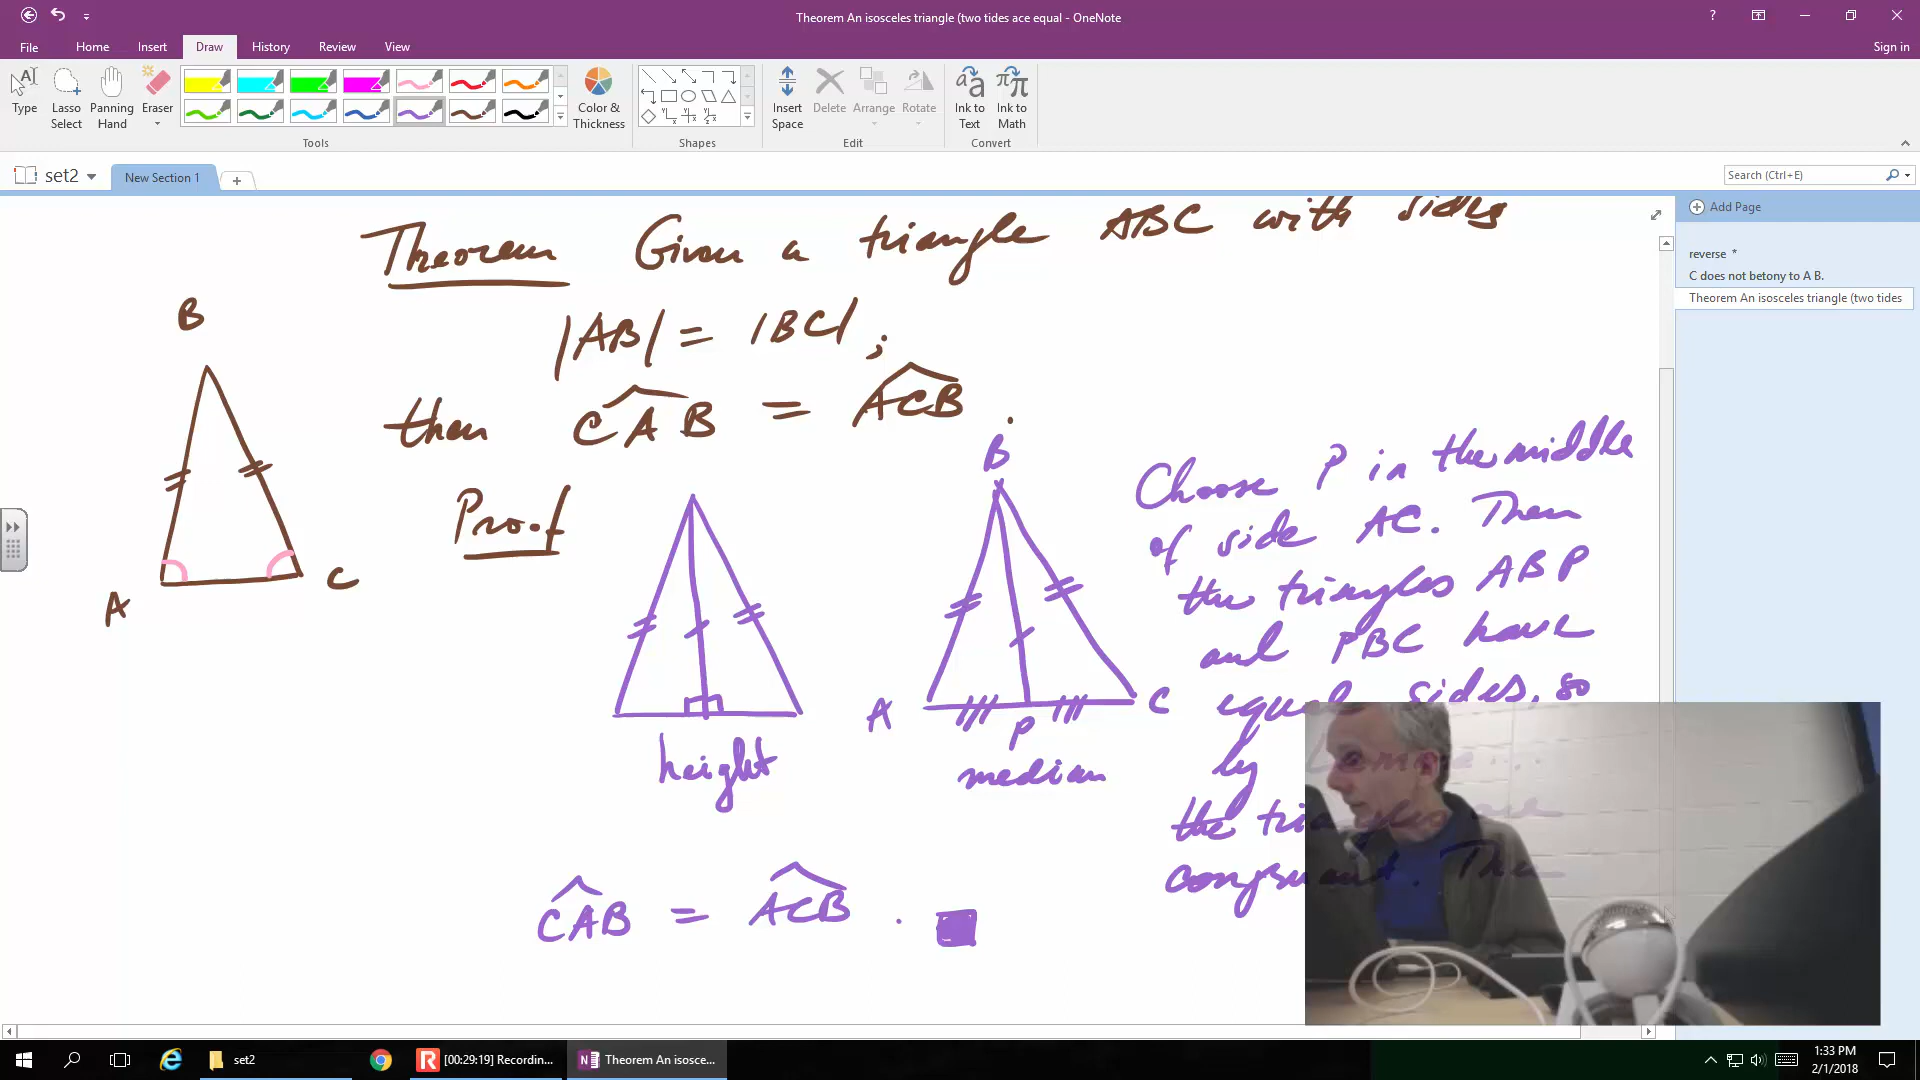 Theorem An isosceles triangle (two tides ace equal - OneNote
File Home Insert Draw History Review View
Sign in
Type
Lasso Select
Panning Hand
Eraser
Color & Thickness
Insert Space
Delete
Arrange
Rotate
Ink to Text
Ink to Math
Tools
Shapes
Edit
Convert
set2
New Section 1
Search (Ctrl+E)
Add Page
reverse *
C does not betony to A B.
Theorem An isosceles triangle (two tides
Theorem Given a triangle ABC with sides
|AB| = |BC| ;
then CAB = ACB .
B
A
C
Proof
height
B
A
P
C
median
Choose P in the middle
of side AC. Then
the triangles ABP
and PBC have
equal sides, so
by Lemma ...
the triangles are
congruent. Then
CAB = ACB .
set2
[00:29:19] Recordin...
Theorem An isosce...
1:33 PM
2/1/2018